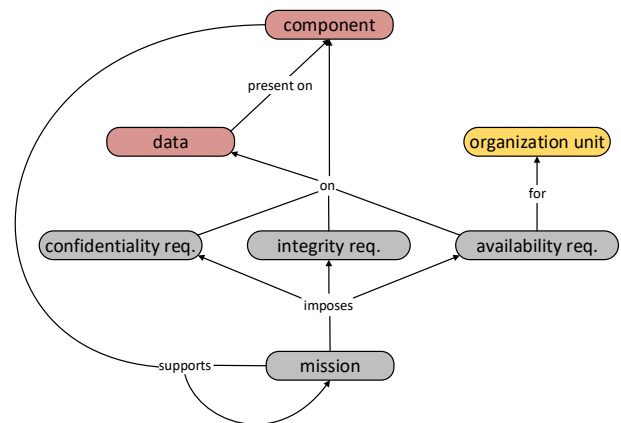 component
present on
data
organization unit
on
for
confidentiality req.
integrity req.
availability req.
imposes
supports
mission